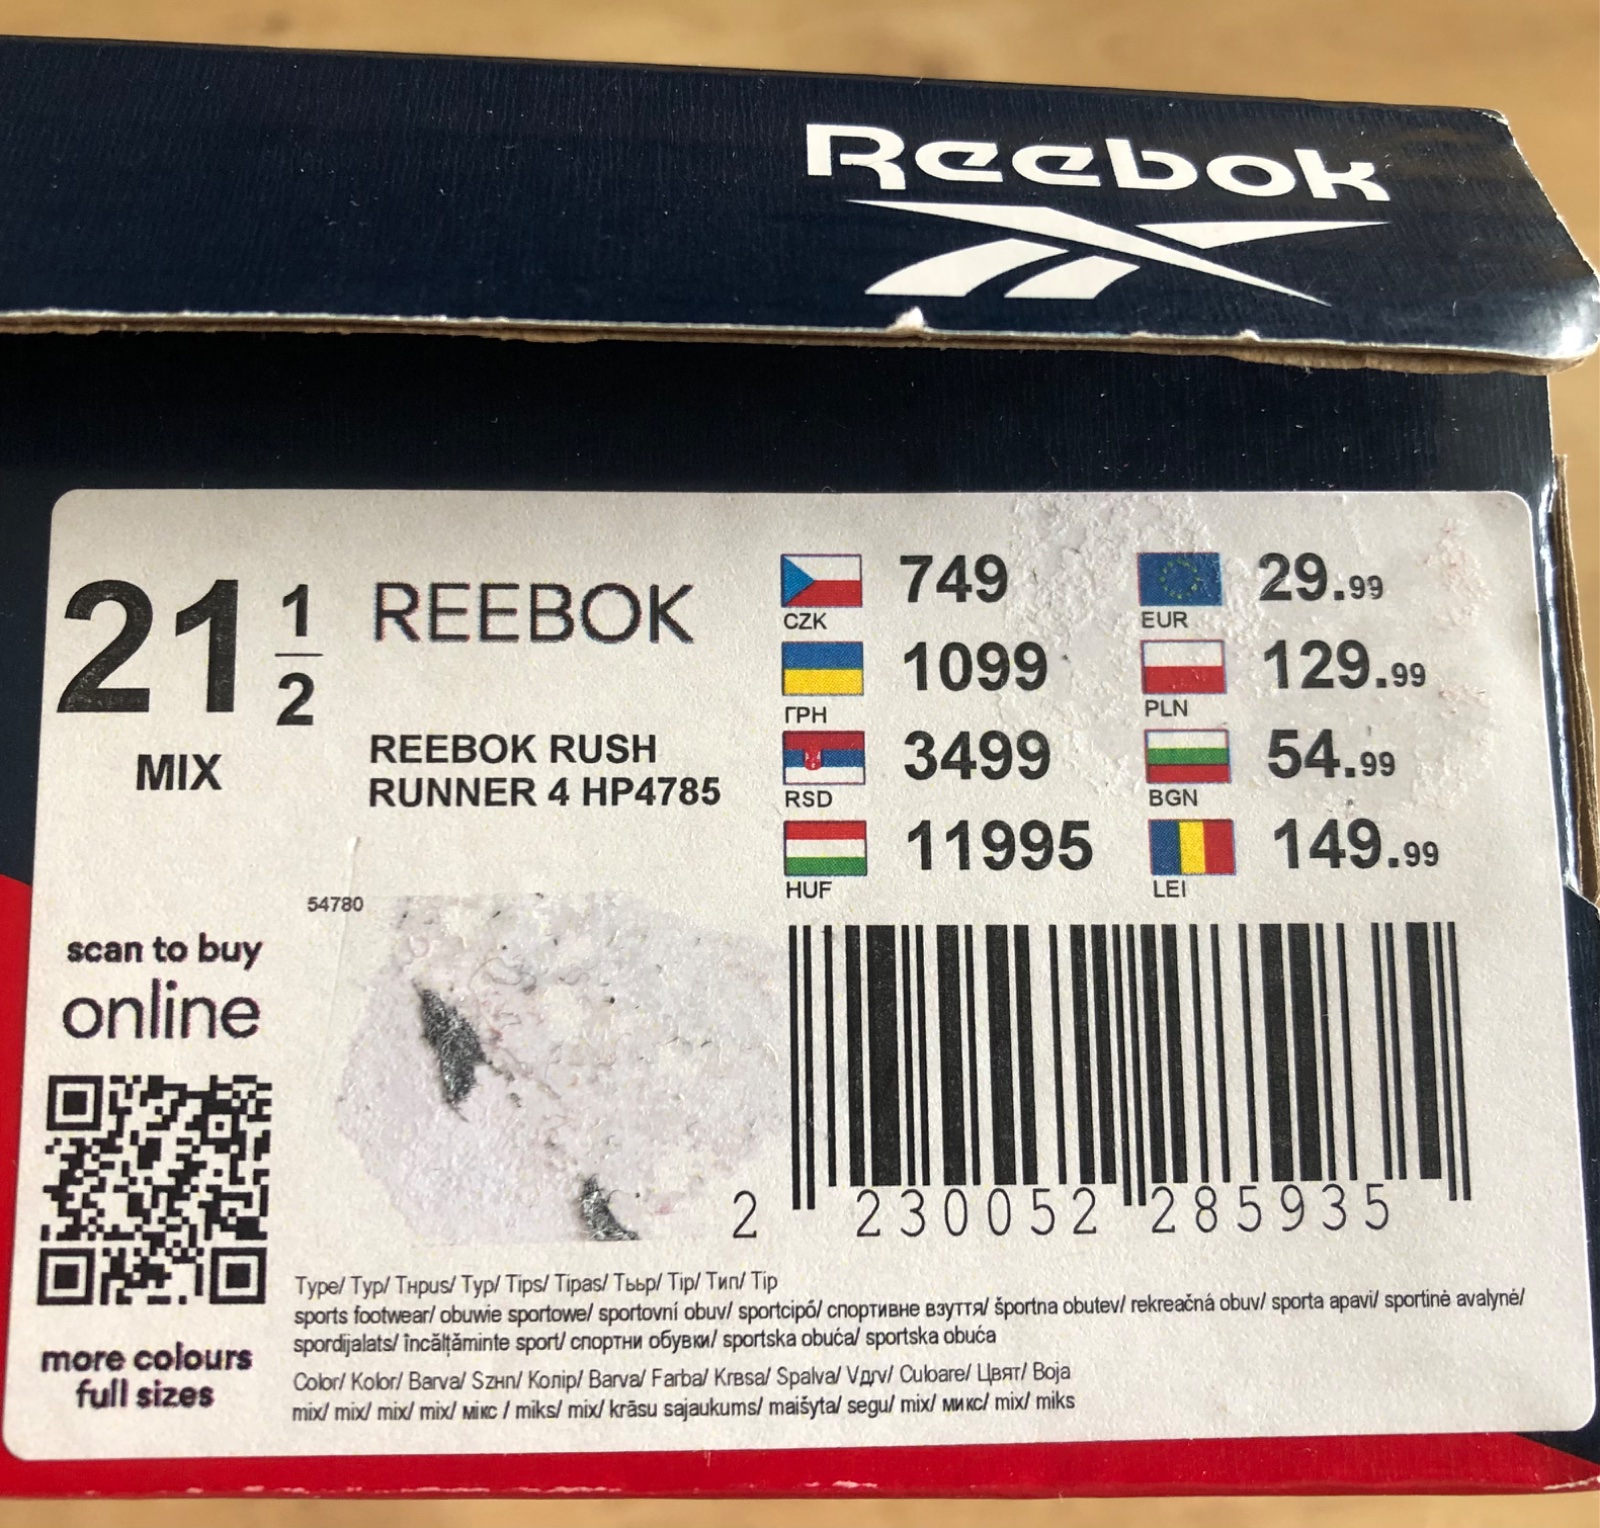 Reebok
21 1/2
MIX
REEBOK
REEBOK RUSH
RUNNER 4 HP4785
CZK 749
EUR 29.99
ГРН 1099
PLN 129.99
RSD 3499
BGN 54.99
HUF 11995
LEI 149.99
54780
scan to buy
online
more colours
full sizes
2 230052 285935
Type/ Typ/ Tнpus/ Typ/ Tips/ Tipas/ Tььp/ Tip/ Тип/ Tip
sports footwear/ obuwie sportowe/ sportovní obuv/ sportcipó/ спортивне взуття/ športna obutev/ rekreačná obuv/ sporta apavi/ sportinė avalynė/
spordijalats/ încălțăminte sport/ спортни обувки/ sportska obuća/ sportska obuća
Color/ Kolor/ Barva/ Szнn/ Колір/ Barva/ Farba/ Krвsa/ Spalva/ Vдrv/ Culoare/ Цвят/ Boja
mix/ mix/ mix/ mix/ мікс / miks/ mix/ krāsu sajaukums/ maišyta/ segu/ mix/ микс/ mix/ miks